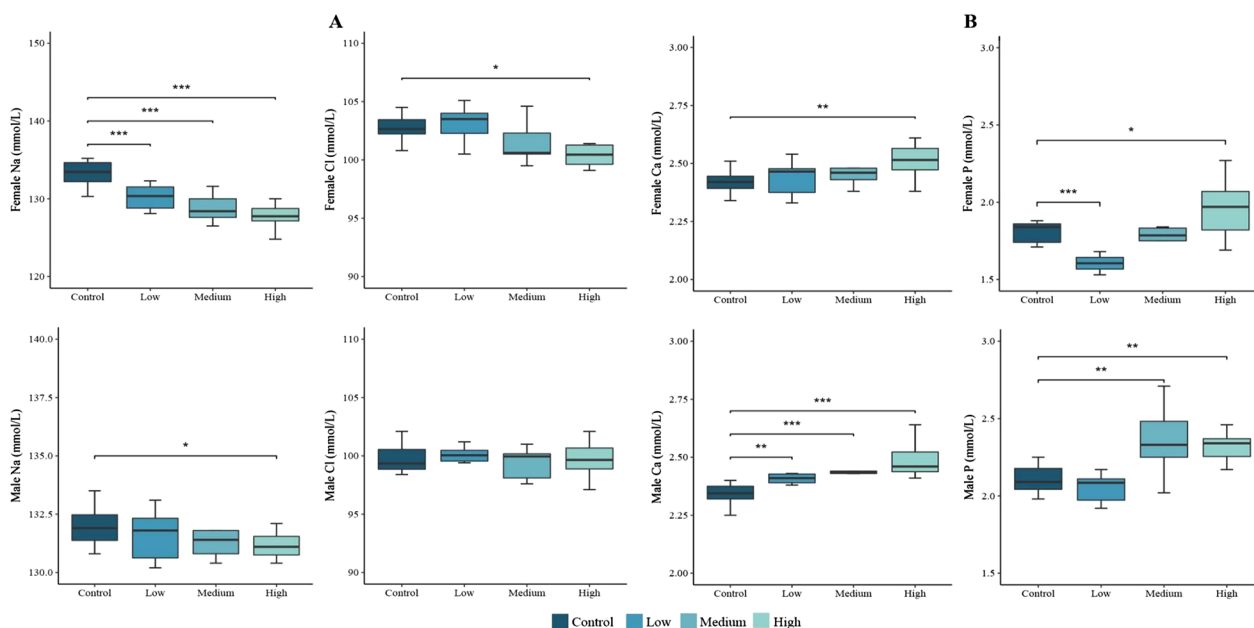 A
B
Female Na (mmol/L)
150
140
130
120
***
***
***
Control Low Medium High
Female Cl (mmol/L)
110
105
100
95
90
*
Control Low Medium High
Female Ca (mmol/L)
3.00
2.75
2.50
2.25
2.00
**
Control Low Medium High
Female P (mmol/L)
3.0
2.5
2.0
1.5
*
***
Control Low Medium High
Male Na (mmol/L)
140.0
137.5
135.0
132.5
130.0
*
Control Low Medium High
Male Cl (mmol/L)
110
105
100
95
90
Control Low Medium High
Male Ca (mmol/L)
3.00
2.75
2.50
2.25
2.00
***
***
**
Control Low Medium High
Male P (mmol/L)
3.0
2.5
2.0
1.5
**
**
Control Low Medium High
Control Low Medium High